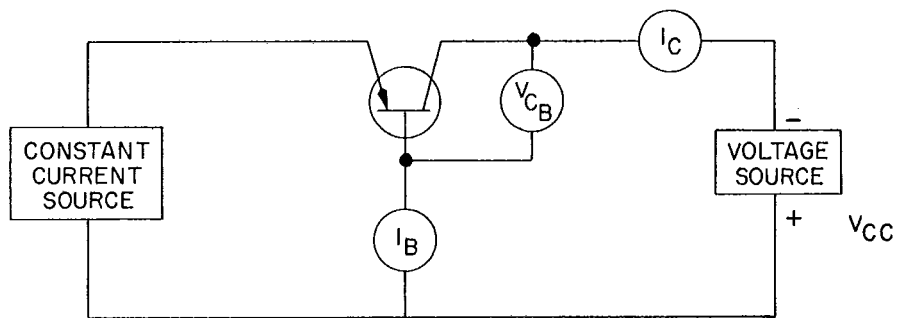 I_C
V_CB
CONSTANT
CURRENT
SOURCE
-
VOLTAGE
SOURCE
+
V_CC
I_B